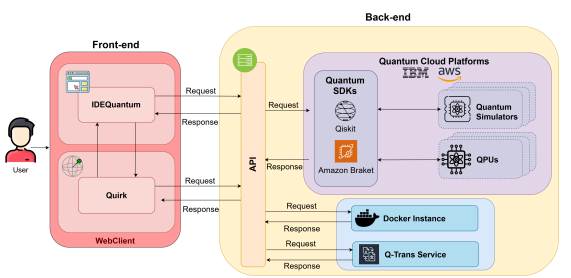 Back-end
Front-end
Quantum Cloud Platforms
IBM
aws
IDEQuantum
Request
Response
Request
Response
Quantum
SDKs
Qiskit
Amazon Braket
Quantum
Simulators
QPUs
User
API
Quirk
WebClient
Request
Response
Request
Response
Docker Instance
Request
Response
Q-Trans Service